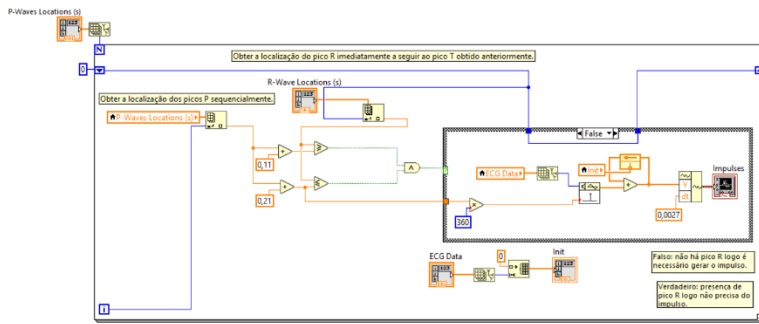 P-Waves Locations (s)
N
0
Obter a localização do pico R imediatamente a seguir ao pico T obtido anteriormente.
R-Wave Locations (s)
Obter a localização dos picos P sequencialmente.
P-Waves Locations (s)
0,11
0,21
False
ECG Data
Init
Impulses
360
Y
dt
0,0027
ECG Data
0
Init
Falso: não há pico R logo é
necessário gerar o impulso.
Verdadeiro: presença de
pico R logo não precisa do
impulso.
i